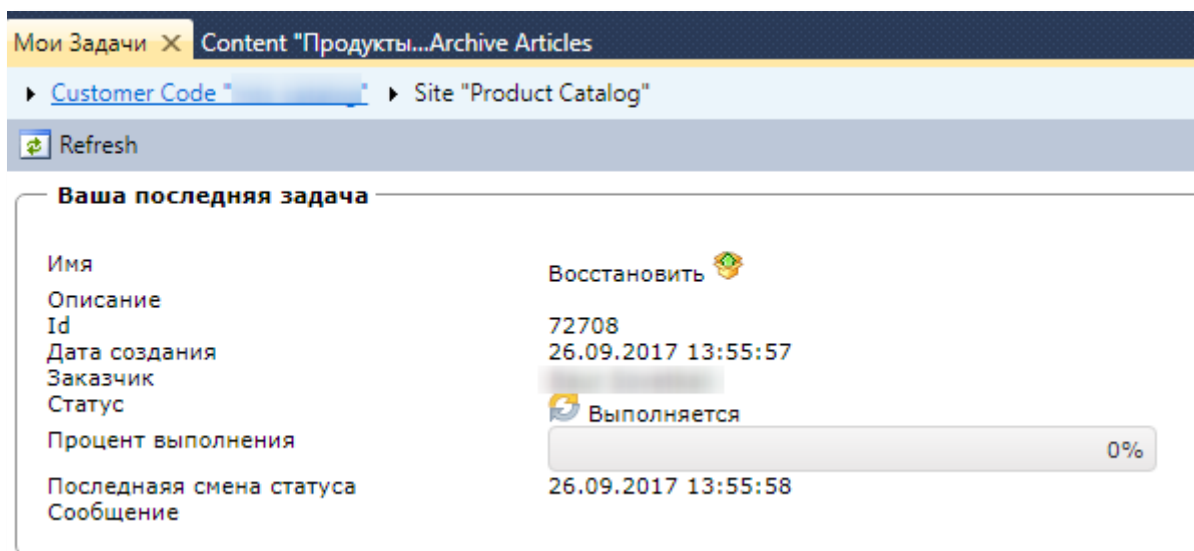 Мои Задачи Content "Продукты...Archive Articles
Customer Code " " Site "Product Catalog"
Refresh
Ваша последняя задача
Имя Восстановить
Описание
Id 72708
Дата создания 26.09.2017 13:55:57
Заказчик
Статус Выполняется
Процент выполнения 0%
Последнаяя смена статуса 26.09.2017 13:55:58
Сообщение